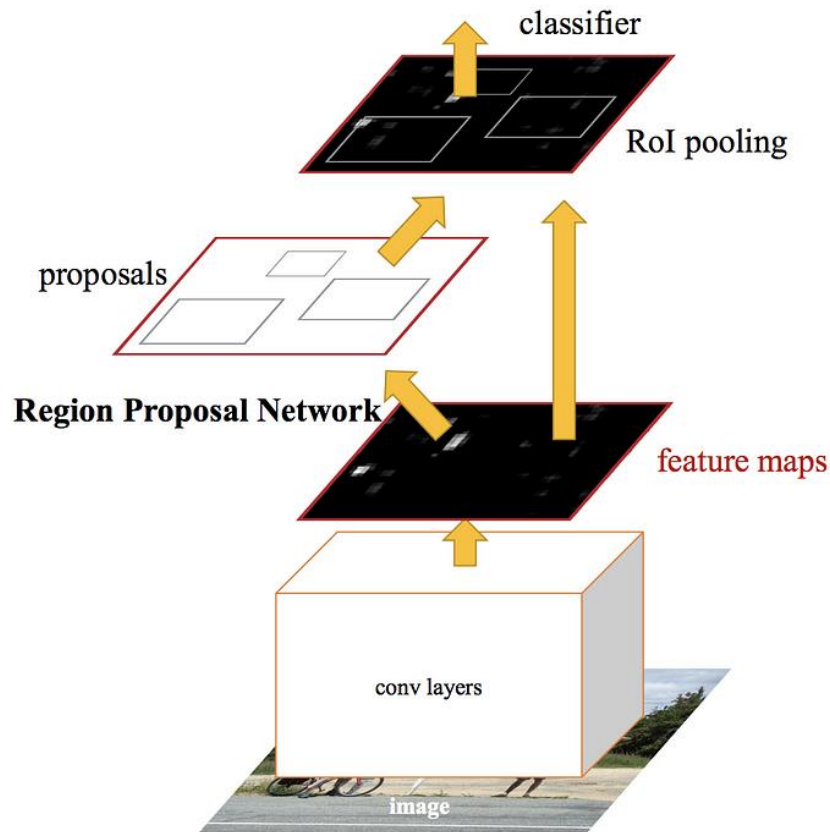 classifier
RoI pooling
proposals
Region Proposal Network
feature maps
conv layers
image